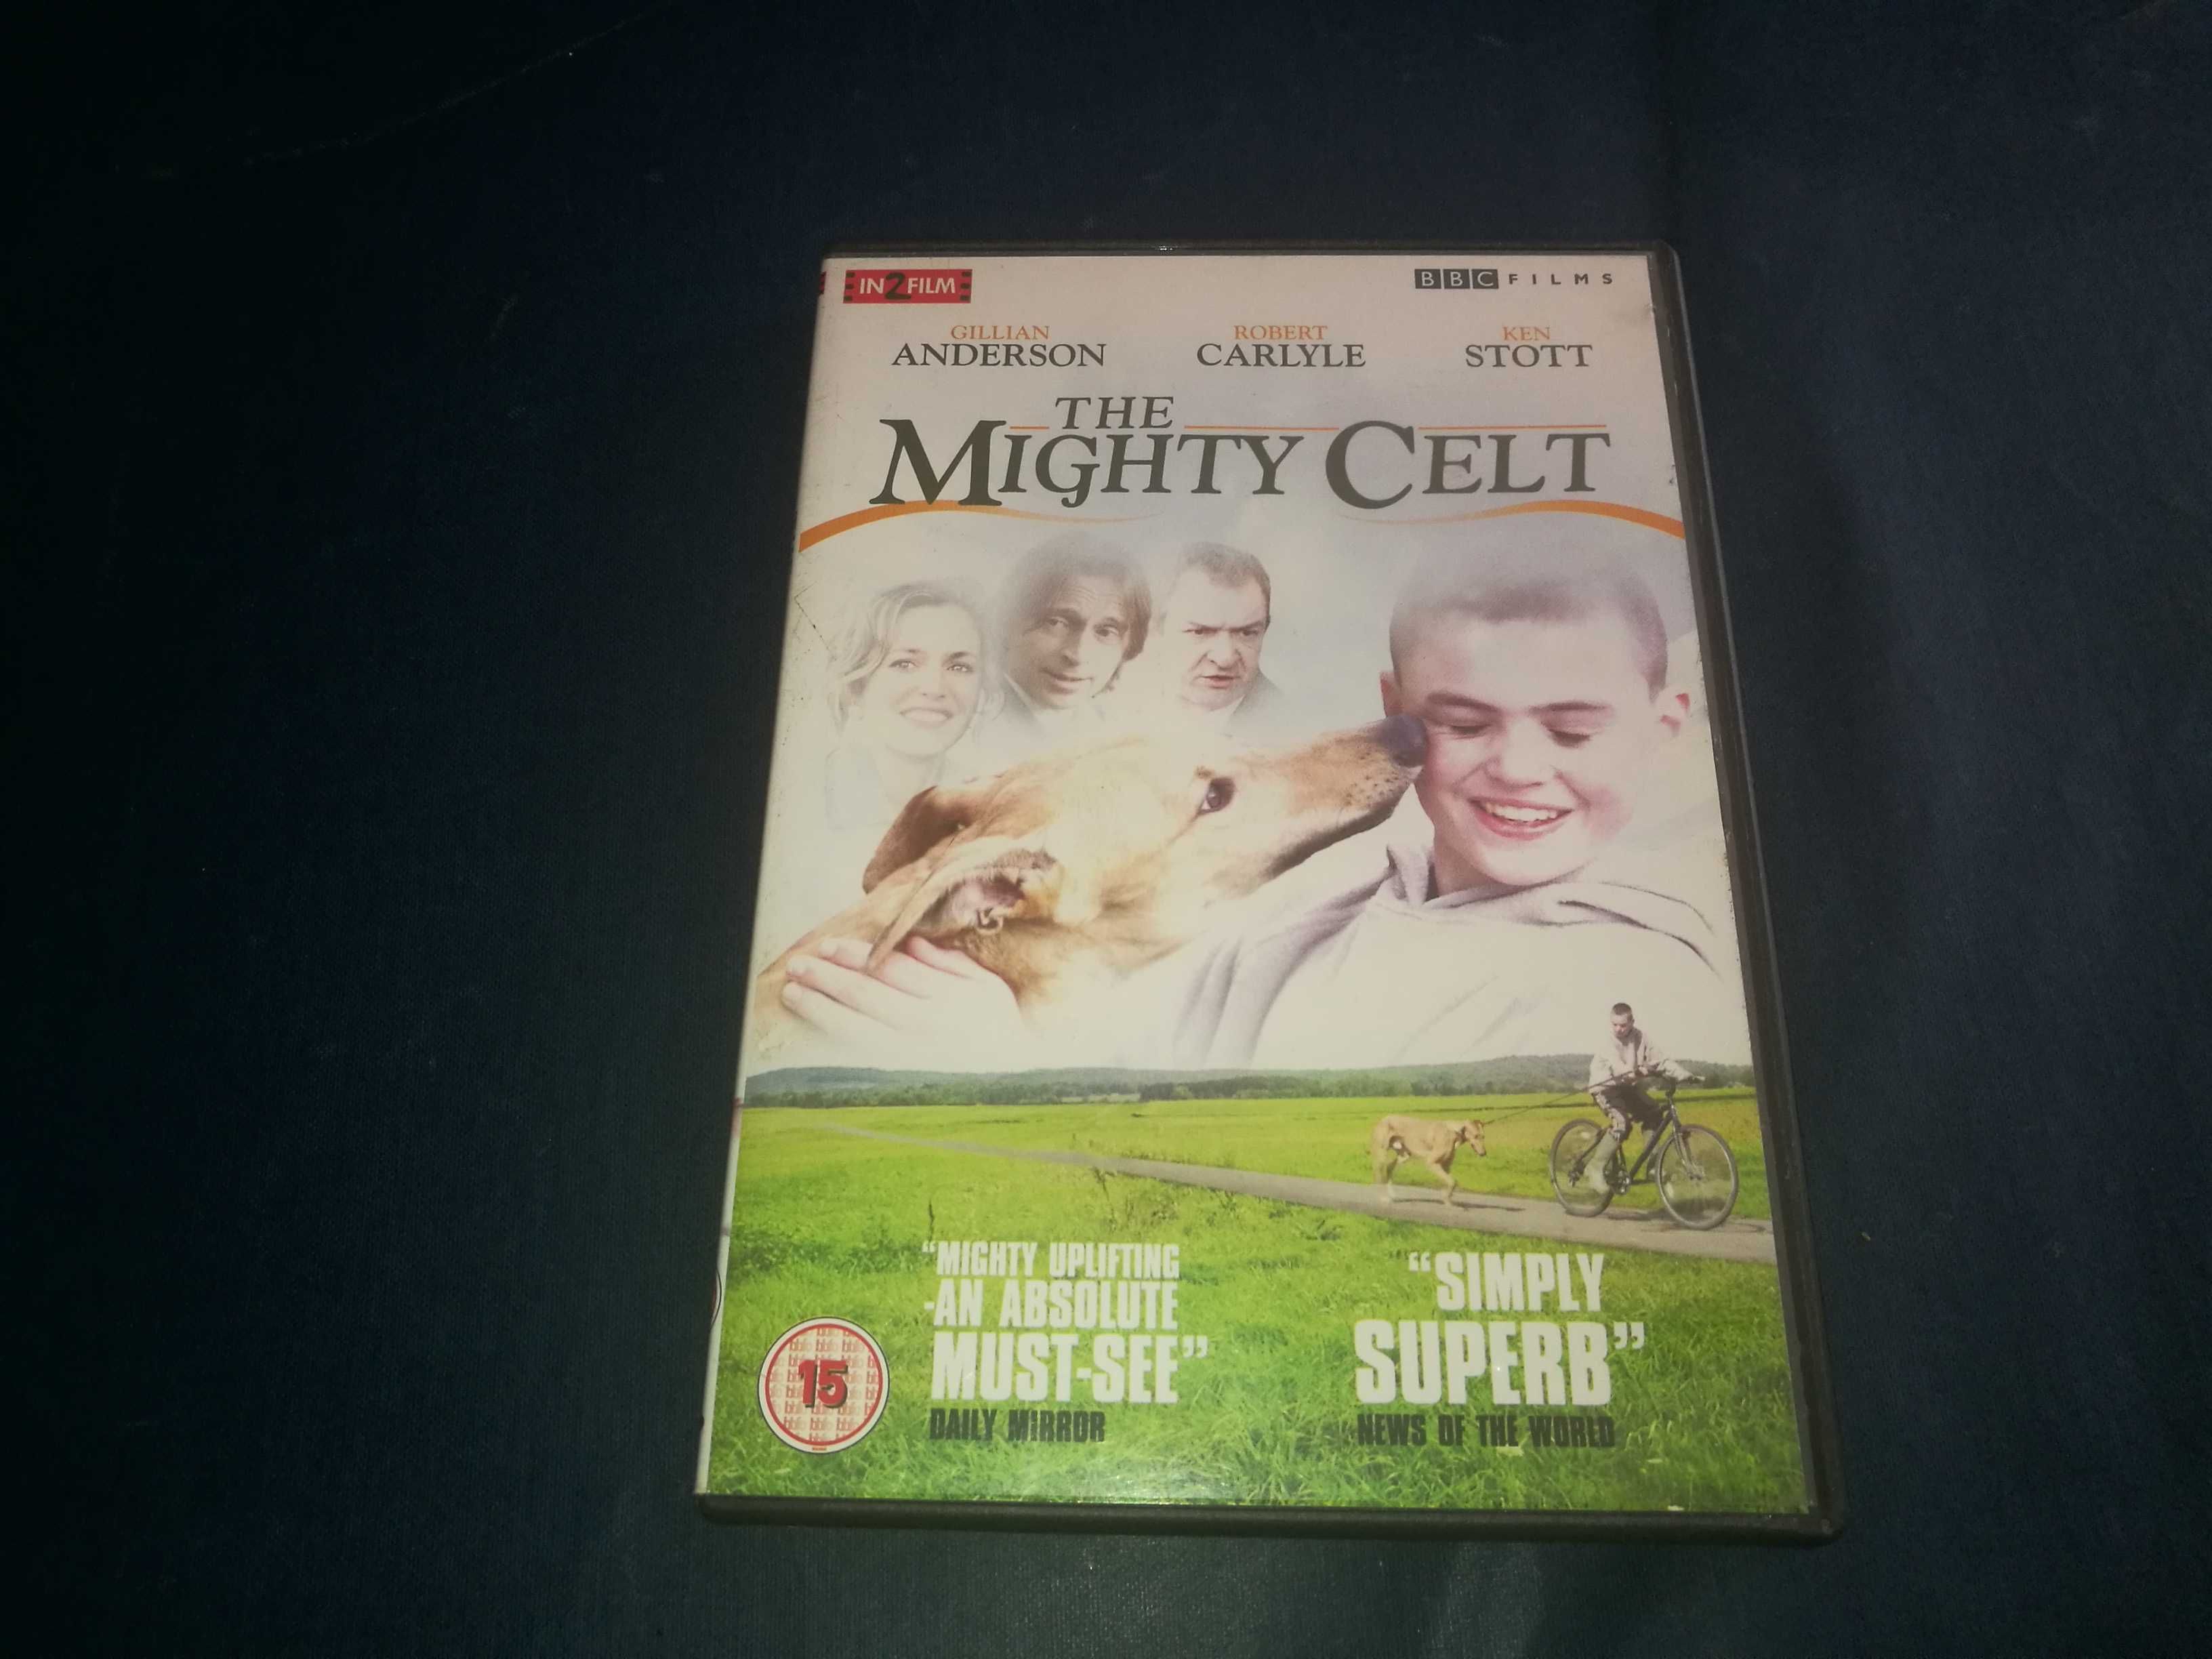 IN2FILM
BBC FILMS
GILLIAN
ANDERSON
ROBERT
CARLYLE
KEN
STOTT
THE
MIGHTY CELT
"MIGHTY UPLIFTING
-AN ABSOLUTE
MUST-SEE"
DAILY MIRROR
"SIMPLY
SUPERB"
NEWS OF THE WORLD
15